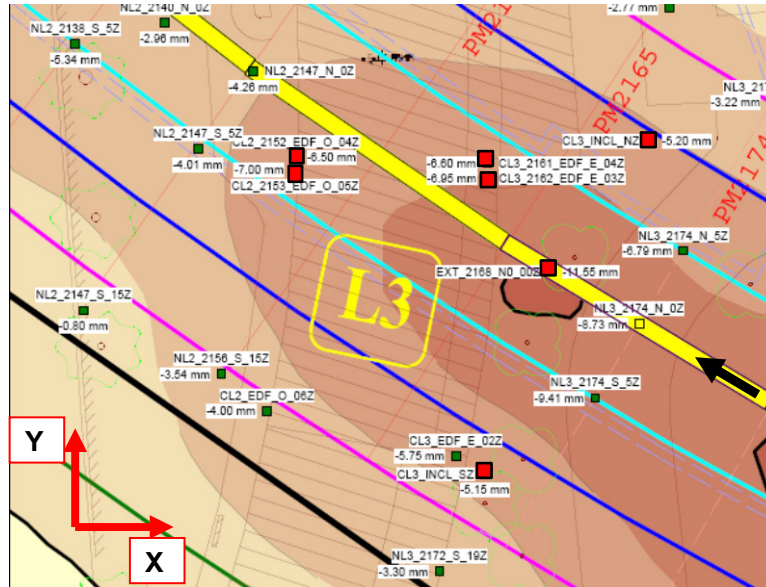 NL2_2140_N_0Z
-2.96 mm
NL2_2138_S_5Z
-5.34 mm
-2.77 mm
NL2_2147_N_0Z
-4.26 mm
PM2165
-3.22 mm
NL2_2147_S_5Z
-4.01 mm
CL2_2152_EDF_O_04Z
-6.50 mm
-7.00 mm
CL2_2153_EDF_O_05Z
CL3_INCL_NZ
-5.20 mm
-6.60 mm
CL3_2161_EDF_E_04Z
-6.95 mm
CL3_2162_EDF_E_03Z
PM2174
NL3_2174_N_5Z
-6.79 mm
EXT_2168_N0_00Z
-11.55 mm
L3
NL2_2147_S_15Z
-0.80 mm
NL3_2174_N_0Z
-8.73 mm
NL2_2156_S_15Z
-3.54 mm
CL2_EDF_O_06Z
-4.00 mm
NL3_2174_S_5Z
-9.41 mm
Y
CL3_EDF_E_02Z
-5.75 mm
CL3_INCL_SZ
-5.15 mm
X
NL3_2172_S_19Z
-3.30 mm